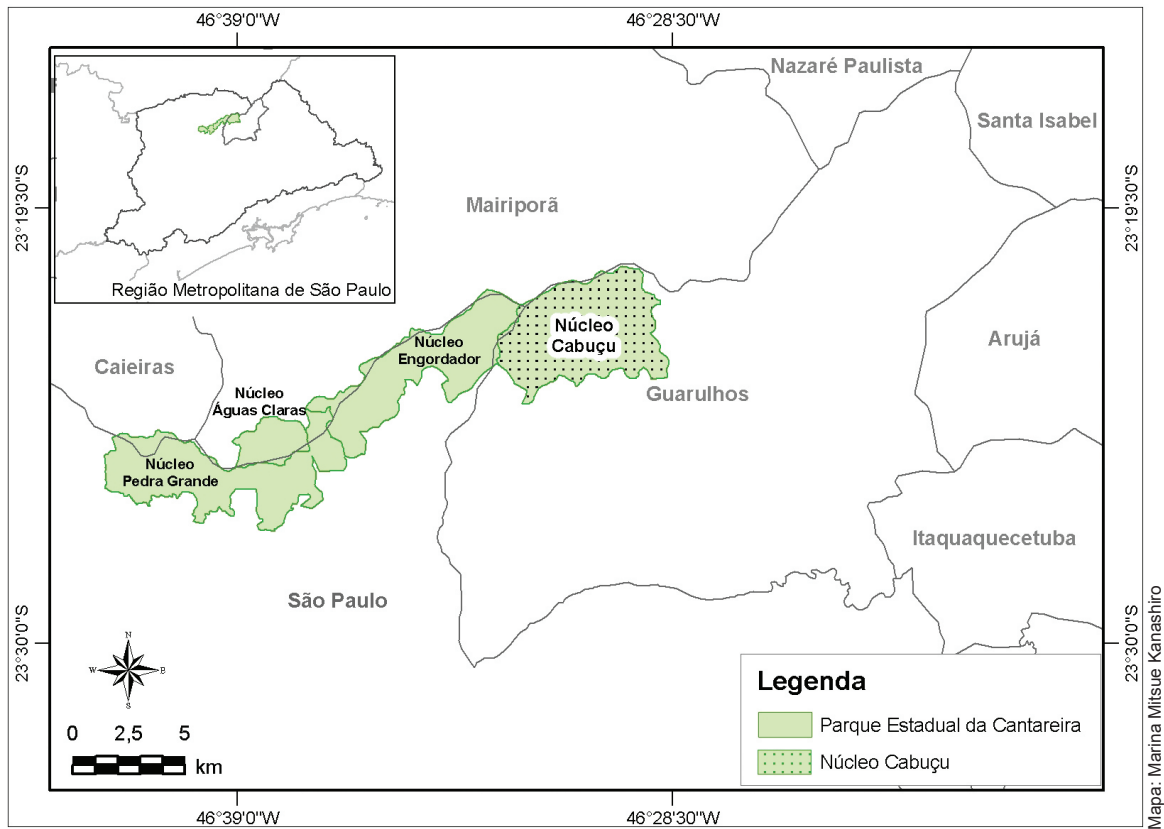 46°39'0"W
46°28'30"W
Nazaré Paulista
Santa Isabel
23°19'30"S
23°19'30"S
Mairiporã
Região Metropolitana de São Paulo
Núcleo
Cabuçu
Arujá
Núcleo
Engordador
Caieiras
Guarulhos
Núcleo
Águas Claras
Núcleo
Pedra Grande
Itaquaquecetuba
São Paulo
23°30'0"S
23°30'0"S
N
W
E
S
Legenda
Parque Estadual da Cantareira
Núcleo Cabuçu
0 2,5 5
km
46°39'0"W
46°28'30"W
Mapa: Marina Mitsue Kanashiro